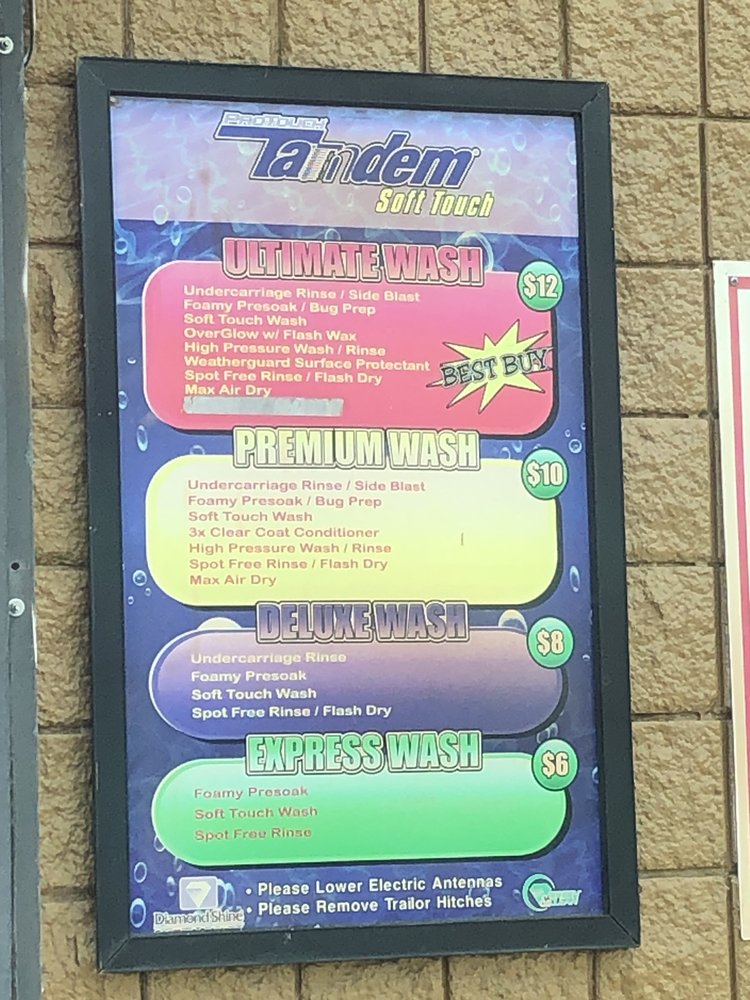 PROTOUCH
Tandem
Soft Touch
ULTIMATE WASH
$12
Undercarriage Rinse / Side Blast
Foamy Presoak / Bug Prep
Soft Touch Wash
OverGlow w/ Flash Wax
High Pressure Wash / Rinse
Weatherguard Surface Protectant
Spot Free Rinse / Flash Dry
Max Air Dry
BEST BUY
PREMIUM WASH
$10
Undercarriage Rinse / Side Blast
Foamy Presoak / Bug Prep
Soft Touch Wash
3x Clear Coat Conditioner
High Pressure Wash / Rinse
Spot Free Rinse / Flash Dry
Max Air Dry
DELUXE WASH
$8
Undercarriage Rinse
Foamy Presoak
Soft Touch Wash
Spot Free Rinse / Flash Dry
EXPRESS WASH
$6
Foamy Presoak
Soft Touch Wash
Spot Free Rinse
• Please Lower Electric Antennas
• Please Remove Trailor Hitches
Diamond Shine